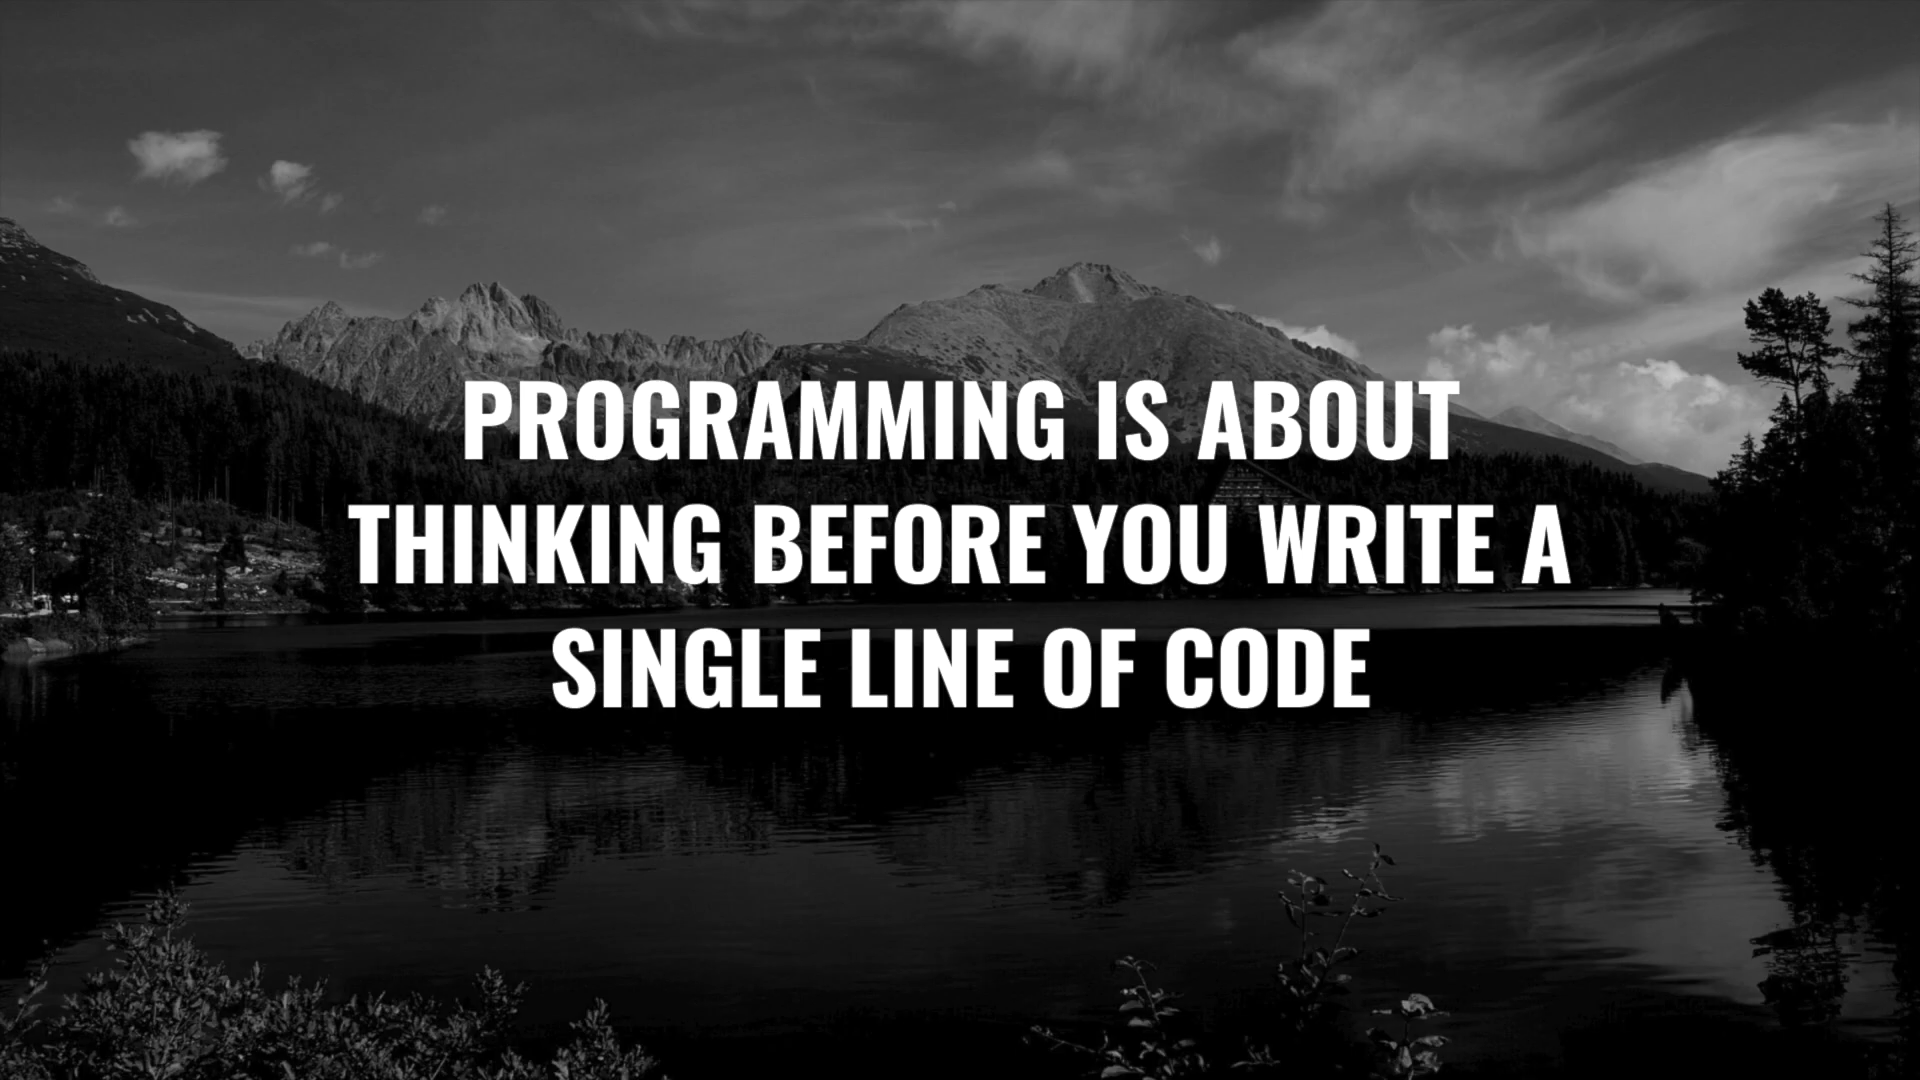 PROGRAMMING IS ABOUT
THINKING BEFORE YOU WRITE A
SINGLE LINE OF CODE